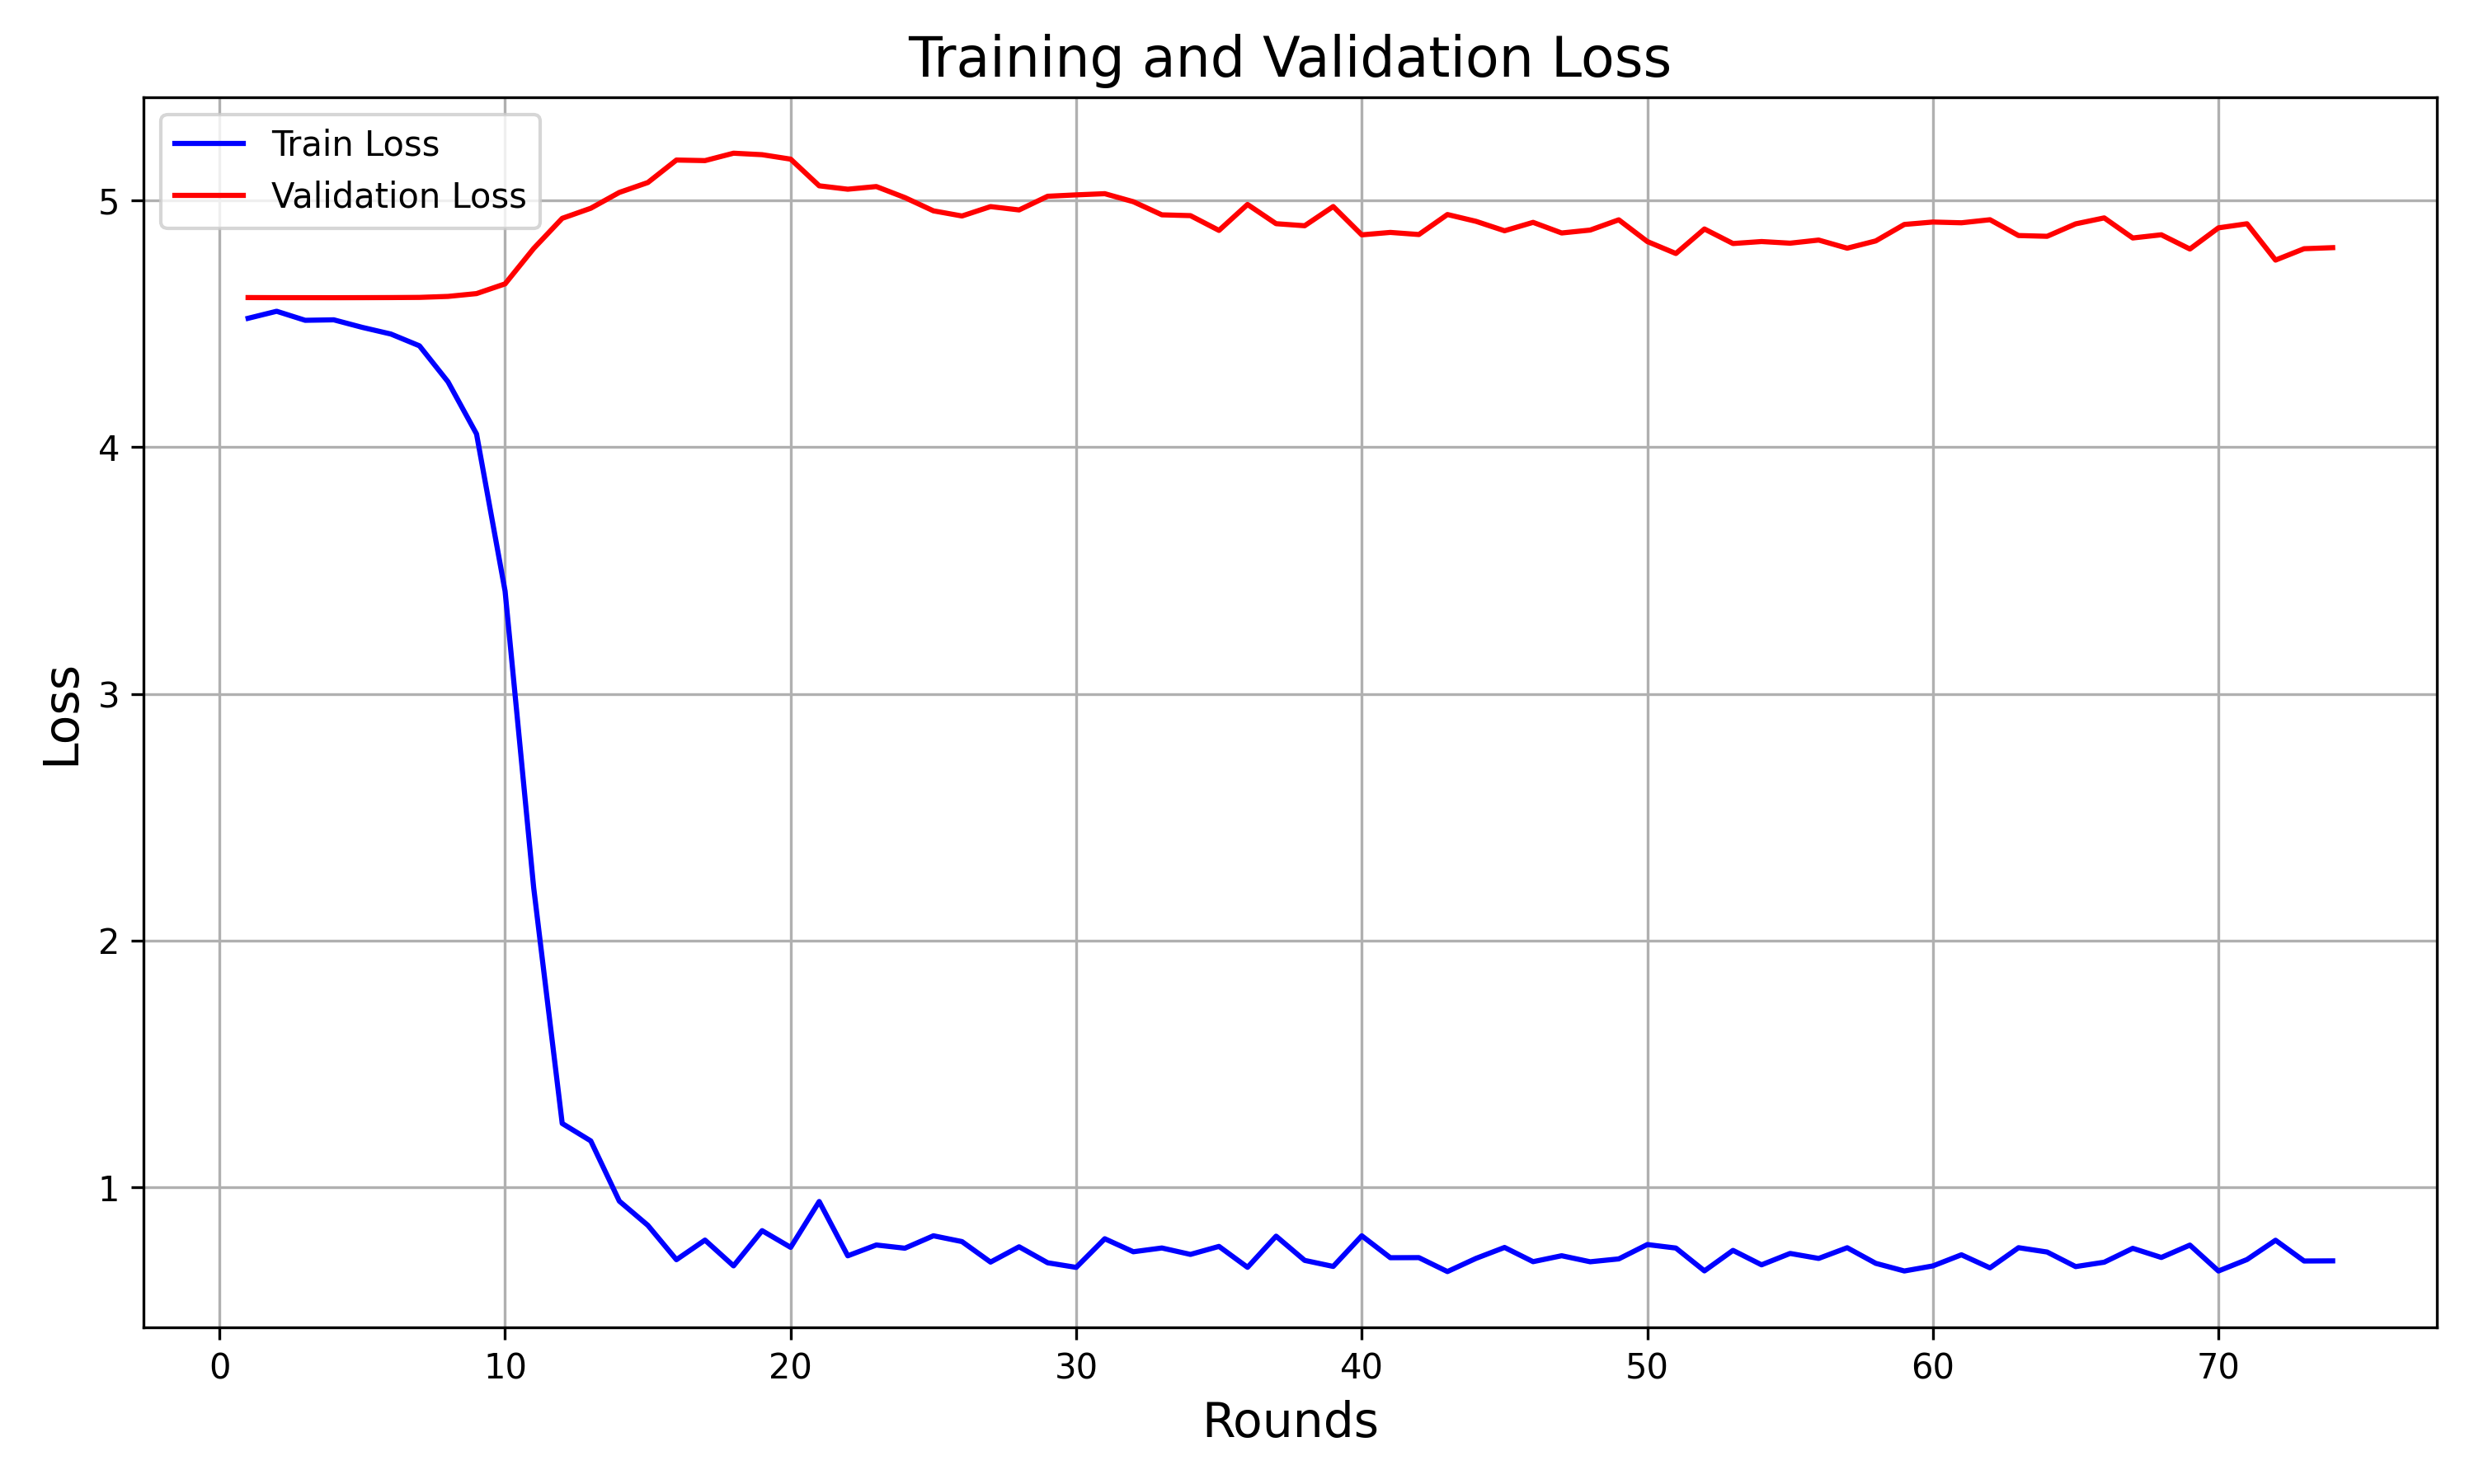 Training and Validation Loss
Train Loss
Validation Loss
Loss
5
4
3
2
1
0 10 20 30 40 50 60 70
Rounds